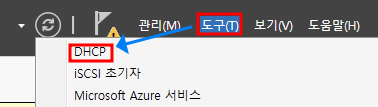 관리(M) 도구(T) 보기(V) 도움말(H)
DHCP
iSCSI 초기자
Microsoft Azure 서비스